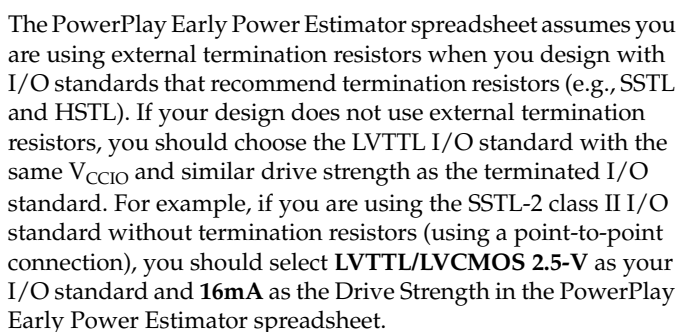 The PowerPlay Early Power Estimator spreadsheet assumes you
are using external termination resistors when you design with
I/O standards that recommend termination resistors (e.g., SSTL
and HSTL). If your design does not use external termination
resistors, you should choose the LVTTL I/O standard with the
same VCCIO and similar drive strength as the terminated I/O
standard. For example, if you are using the SSTL-2 class II I/O
standard without termination resistors (using a point-to-point
connection), you should select LVTTL/LVCMOS 2.5-V as your
I/O standard and 16mA as the Drive Strength in the PowerPlay
Early Power Estimator spreadsheet.